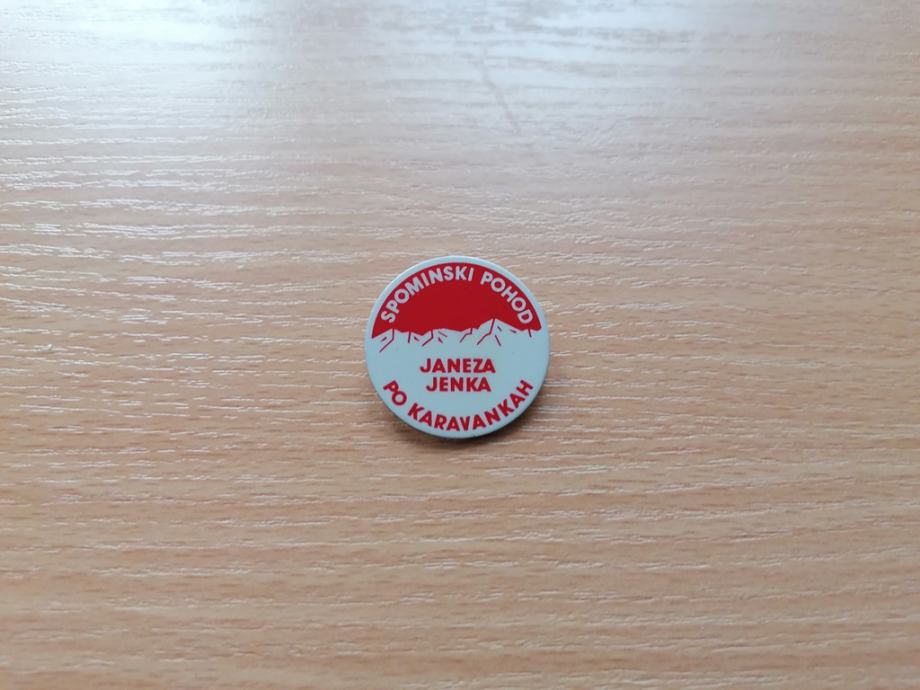 SPOMINSKI POHOD
JANEZA
JENKA
PO KARAVANKAH